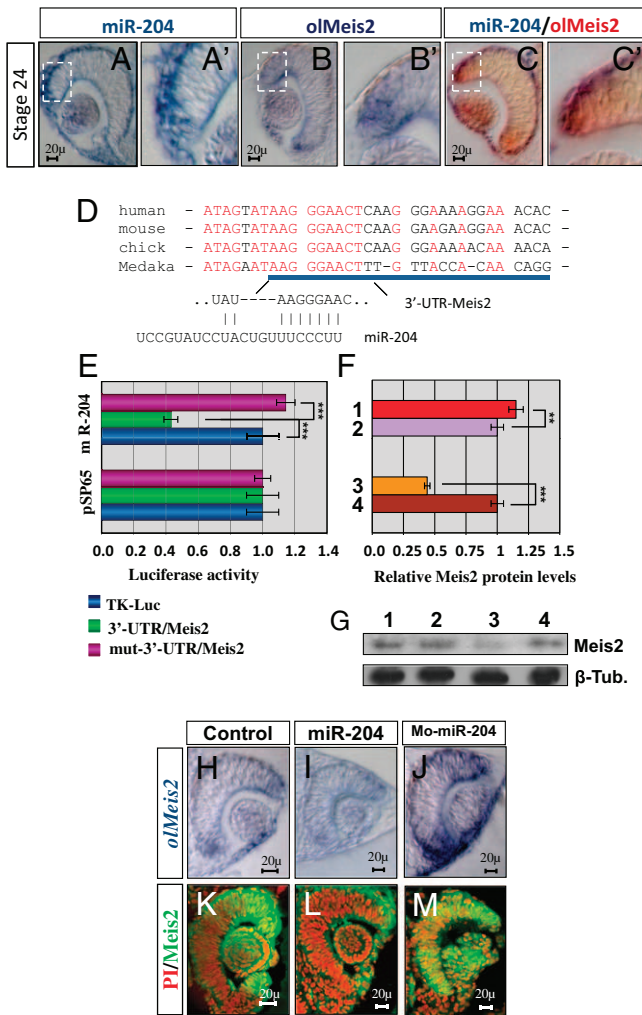 miR-204 olMeis2 miR-204/olMeis2
Stage 24
A A' B B' C C'
20µ 20µ 20µ
D
human - ATAGTATAAG GGAACTCAAG GGAAAAGGAA ACAC -
mouse - ATAGTATAAG GGAACTCAAG GGAAGAGGAA ACAC -
chick - ATAGTATAAG GGAACTCAAG GGAAAAACAA AACA -
Medaka - ATAGAATAAG GGAACTTT-G TTACCA-CAA CAGG -
..UAU----AAGGGAAC.. 3'-UTR-Meis2
UCCGUAUCCUACUGUUUCCCUU miR-204
E
m R-204
***
***
pSP65
0.0 0.2 0.4 0.6 0.8 1.0 1.2 1.4
Luciferase activity
TK-Luc
3'-UTR/Meis2
mut-3'-UTR/Meis2
F
1
2
**
3
4
***
0.0 0.25 0.5 0.75 1.0 1.25 1.5
Relative Meis2 protein levels
G 1 2 3 4
Meis2
β-Tub.
Control miR-204 Mo-miR-204
olMeis2
H I J
20µ 20µ 20µ
PI/Meis2
K L M
20µ 20µ 20µ